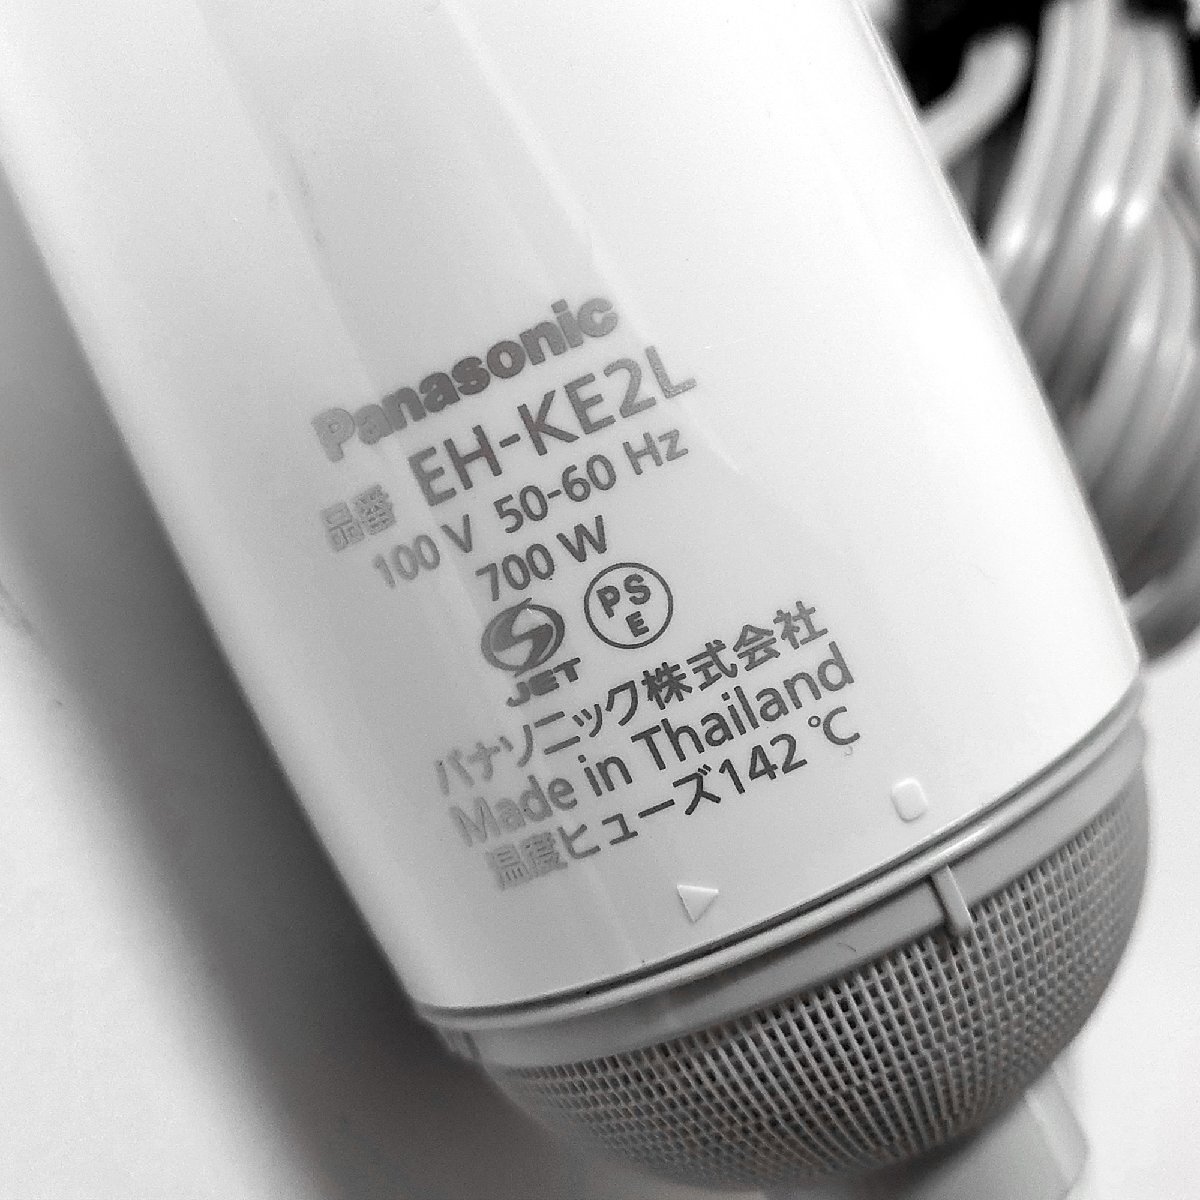 Panasonic
品番 EH-KE2L
100 V 50-60 Hz
700 W
JET PSE
パナソニック株式会社
Made in Thailand
温度ヒューズ142 ℃